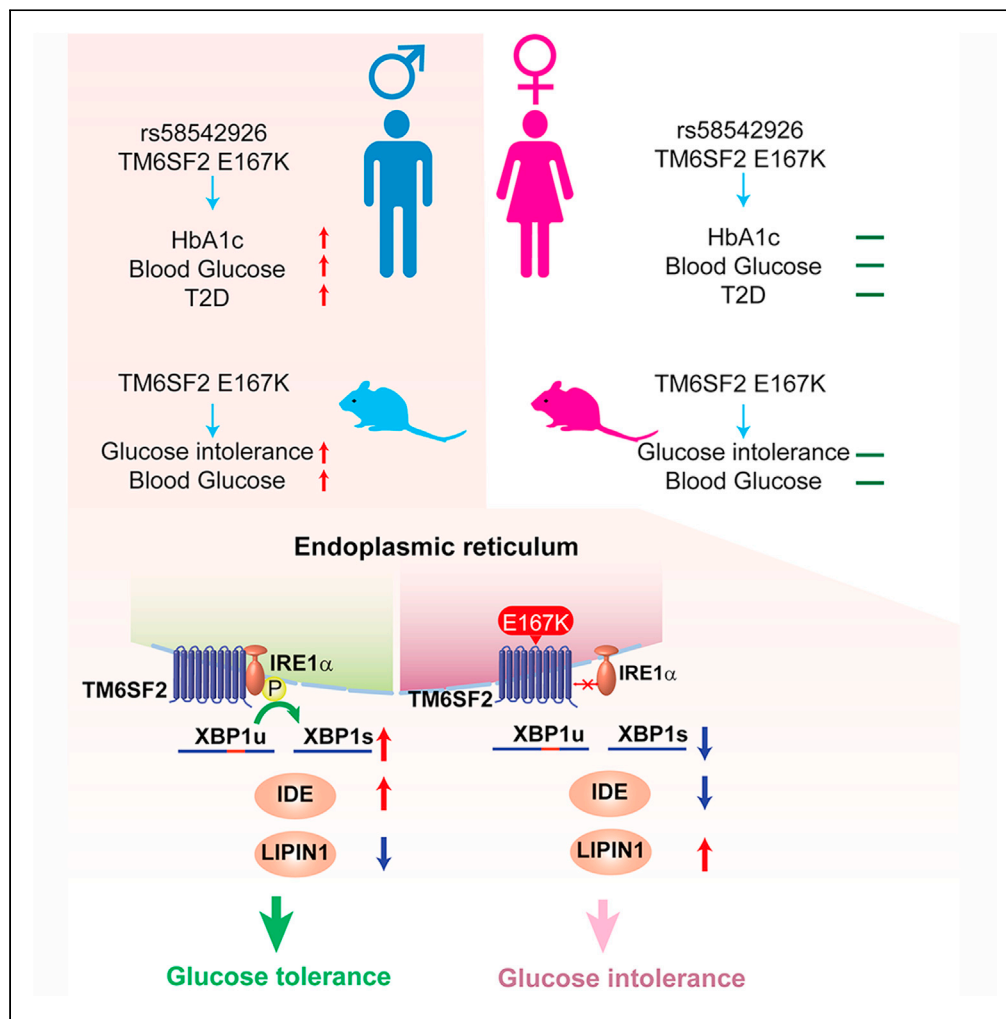 rs58542926
TM6SF2 E167K
HbA1c
Blood Glucose
T2D
rs58542926
TM6SF2 E167K
HbA1c
Blood Glucose
T2D
TM6SF2 E167K
Glucose intolerance
Blood Glucose
TM6SF2 E167K
Glucose intolerance
Blood Glucose
Endoplasmic reticulum
TM6SF2
IRE1α
P
XBP1u
XBP1s
IDE
LIPIN1
Glucose tolerance
E167K
TM6SF2
IRE1α
XBP1u
XBP1s
IDE
LIPIN1
Glucose intolerance